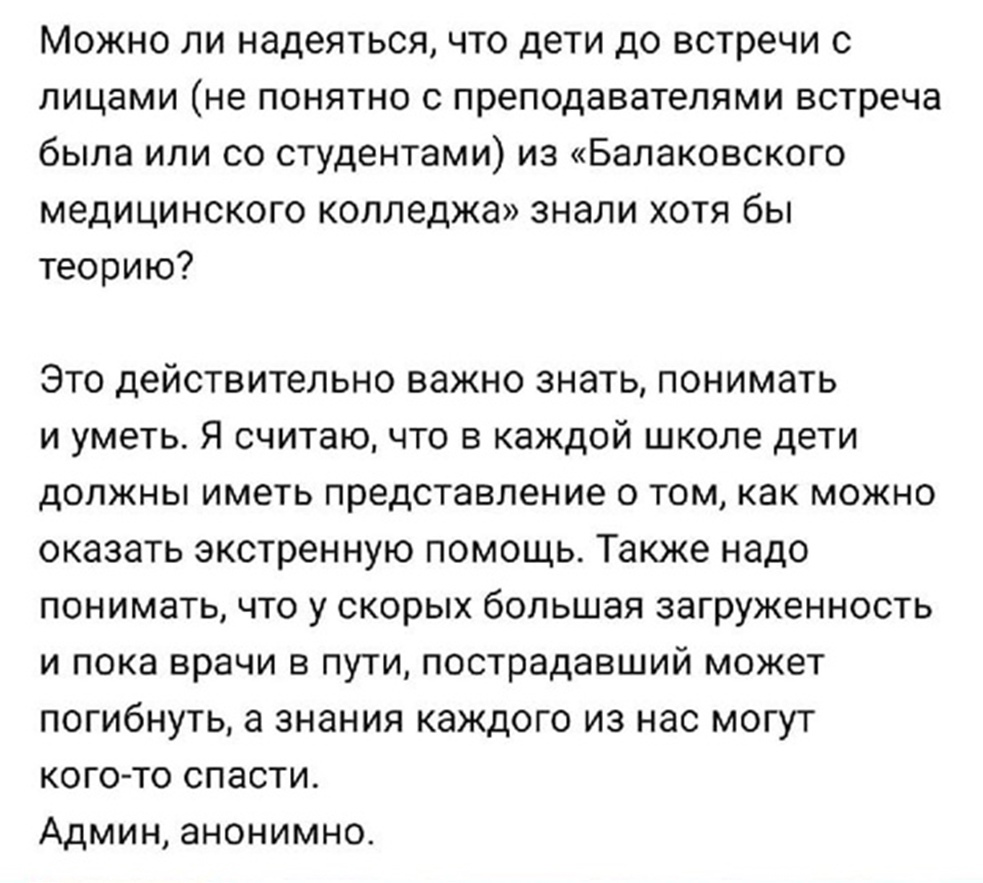 Можно ли надеяться, что дети до встречи с
лицами (не понятно с преподавателями встреча
была или со студентами) из «Балаковского
медицинского колледжа» знали хотя бы
теорию?
Это действительно важно знать, понимать
и уметь. Я считаю, что в каждой школе дети
должны иметь представление о том, как можно
оказать экстренную помощь. Также надо
понимать, что у скорых большая загруженность
и пока врачи в пути, пострадавший может
погибнуть, а знания каждого из нас могут
кого-то спасти.
Админ, анонимно.